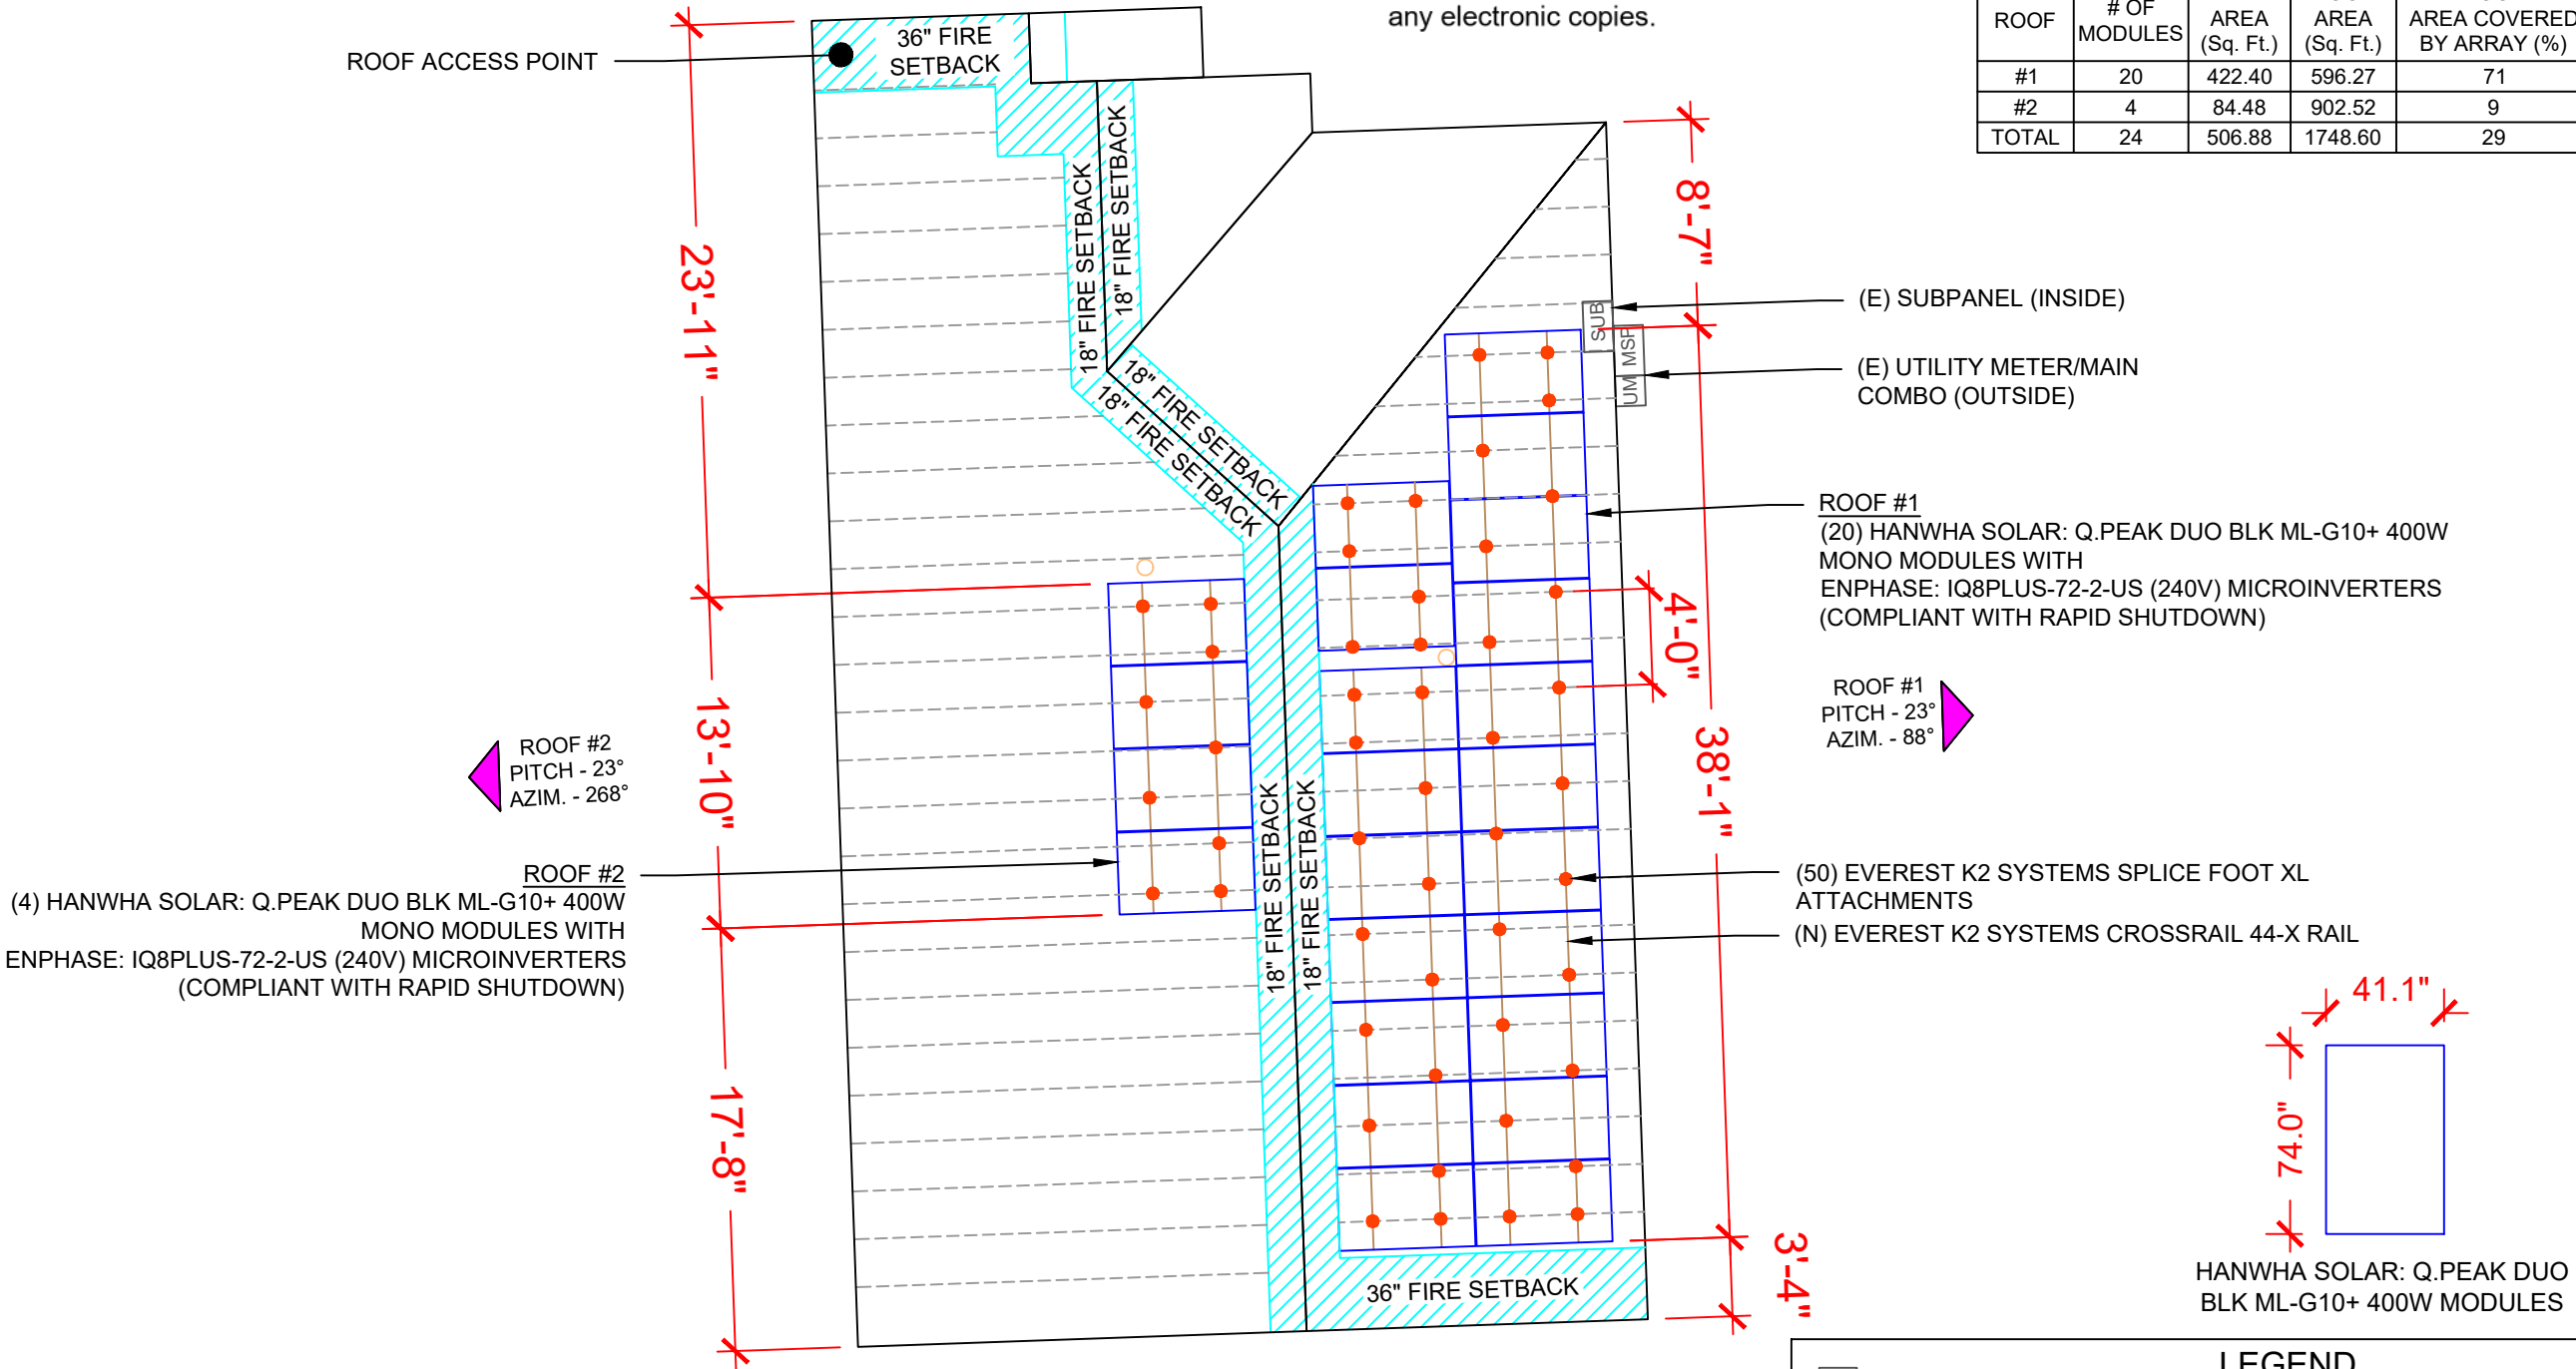 any electronic copies.
ROOF
# OF
MODULES
AREA
(Sq. Ft.)
AREA
(Sq. Ft.)
AREA COVERED
BY ARRAY (%)
#1 20 422.40 596.27 71
#2 4 84.48 902.52 9
TOTAL 24 506.88 1748.60 29
ROOF ACCESS POINT
36" FIRE
SETBACK
18" FIRE SETBACK
18" FIRE SETBACK
18" FIRE SETBACK
18" FIRE SETBACK
18" FIRE SETBACK
18" FIRE SETBACK
36" FIRE SETBACK
23'-11"
13'-10"
17'-8"
8'-7"
38'-1"
4'-0"
3'-4"
SUB
UM MSP
(E) SUBPANEL (INSIDE)
(E) UTILITY METER/MAIN
COMBO (OUTSIDE)
ROOF #1
(20) HANWHA SOLAR: Q.PEAK DUO BLK ML-G10+ 400W
MONO MODULES WITH
ENPHASE: IQ8PLUS-72-2-US (240V) MICROINVERTERS
(COMPLIANT WITH RAPID SHUTDOWN)
ROOF #1
PITCH - 23°
AZIM. - 88°
ROOF #2
PITCH - 23°
AZIM. - 268°
ROOF #2
(4) HANWHA SOLAR: Q.PEAK DUO BLK ML-G10+ 400W
MONO MODULES WITH
ENPHASE: IQ8PLUS-72-2-US (240V) MICROINVERTERS
(COMPLIANT WITH RAPID SHUTDOWN)
(50) EVEREST K2 SYSTEMS SPLICE FOOT XL
ATTACHMENTS
(N) EVEREST K2 SYSTEMS CROSSRAIL 44-X RAIL
41.1"
74.0"
HANWHA SOLAR: Q.PEAK DUO
BLK ML-G10+ 400W MODULES
LEGEND